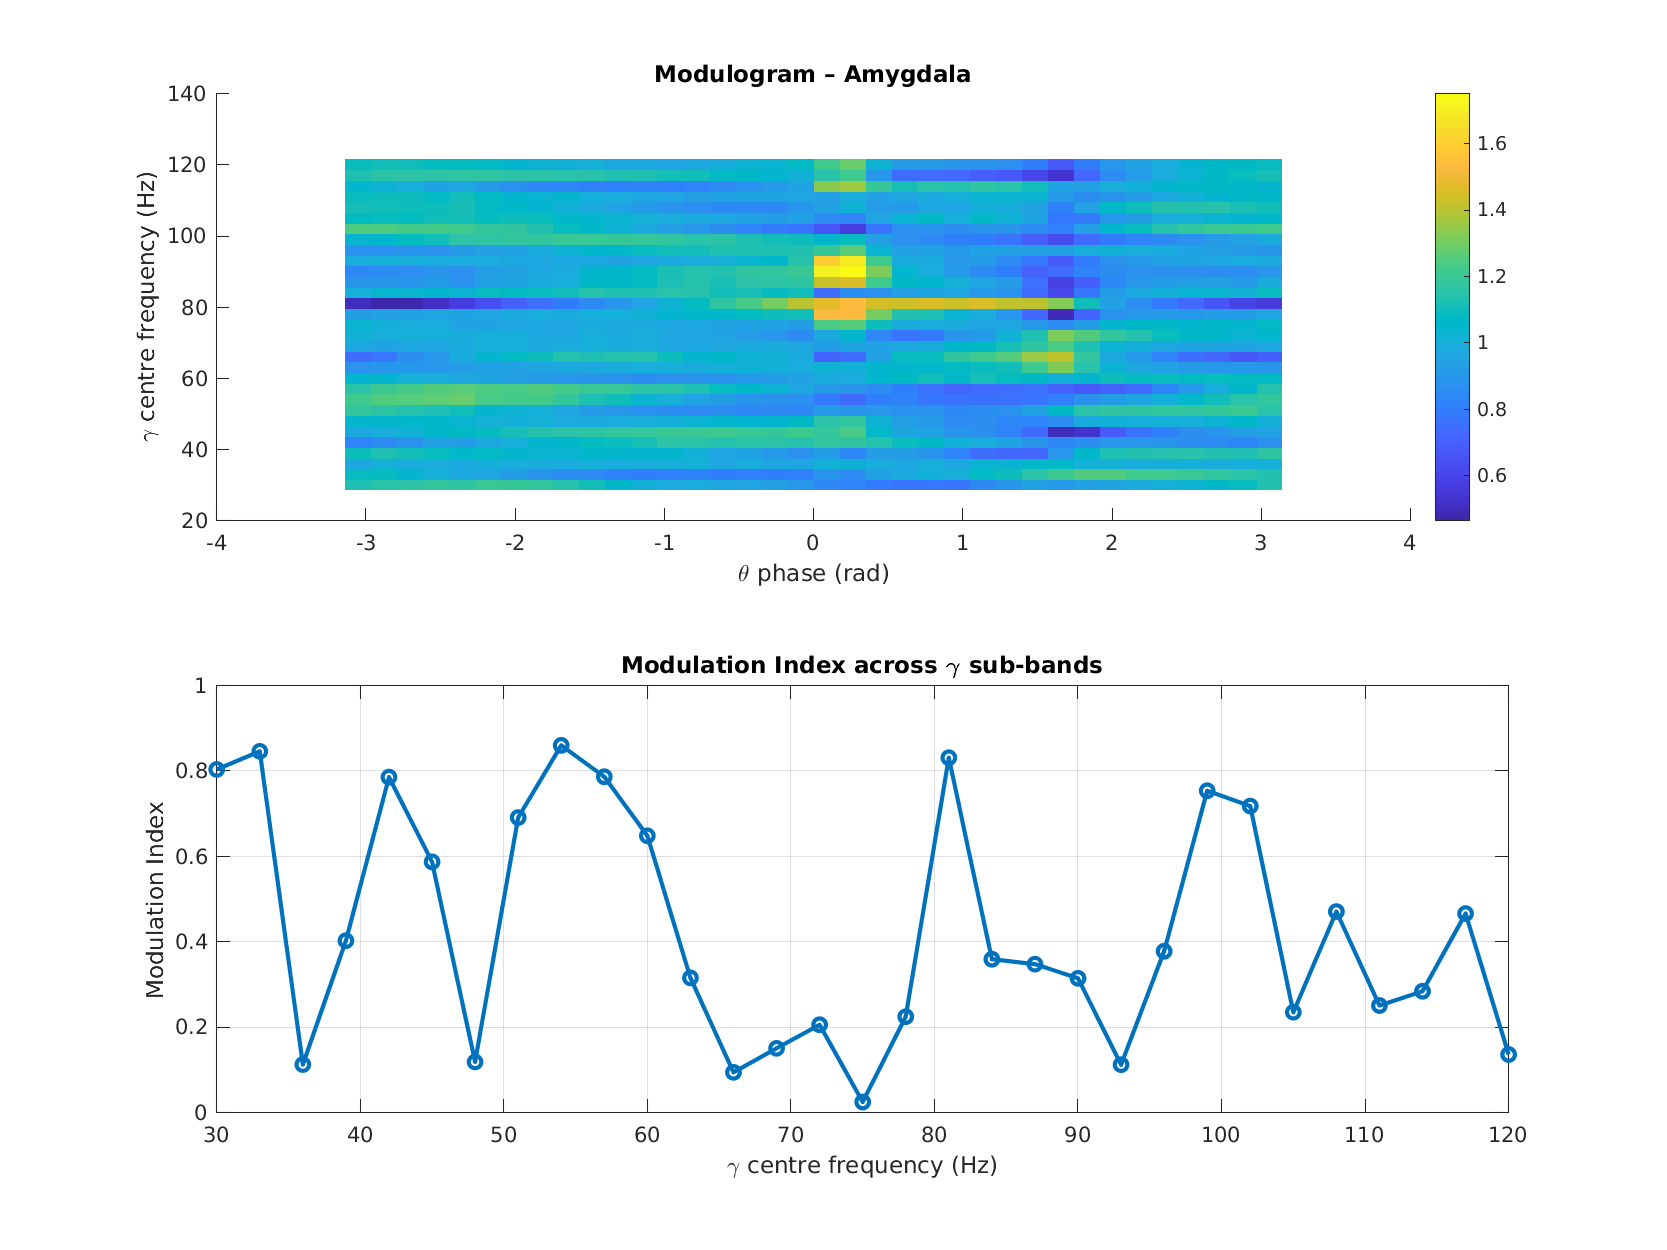 Modulogram – Amygdala
140
120
100
80
60
40
20
γ centre frequency (Hz)
-4 -3 -2 -1 0 1 2 3 4
θ phase (rad)
1.6
1.4
1.2
1
0.8
0.6
Modulation Index across γ sub-bands
1
0.8
0.6
0.4
0.2
0
Modulation Index
30 40 50 60 70 80 90 100 110 120
γ centre frequency (Hz)